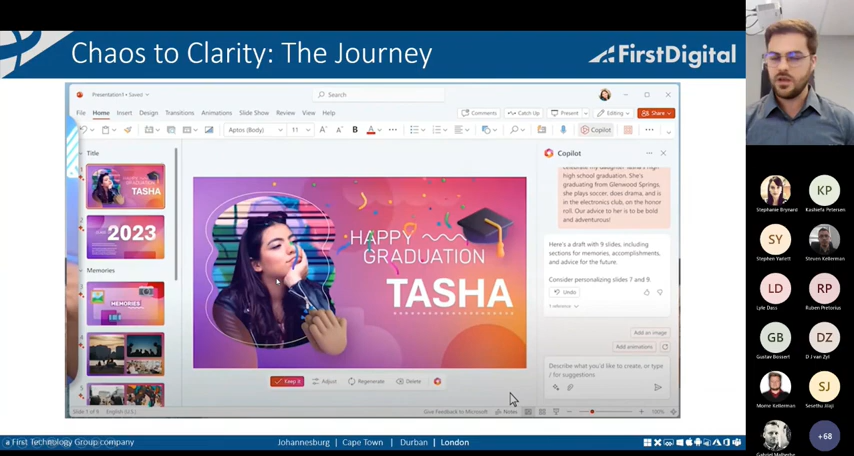 Chaos to Clarity: The Journey
FirstDigital
Presentation1 • Saved
Search
File Home Insert Design Transitions Animations Slide Show Review View Help
Comments Catch Up Present Editing Share
Aptos (Body) 11 B A Copilot
Title
HAPPY GRADUATION TASHA
2023
Memories
MEMORIES
HAPPY
GRADUATION
TASHA
Keep it Adjust Regenerate Delete
Copilot
high school graduation. She's
graduating from Glenwood Springs,
she plays soccer, does drama, and is
in the electronics club, on the honor
roll. Our advice to her is to be bold
and adventurous!
Here's a draft with 9 slides, including
sections for memories, accomplishments,
and advice for the future.
Consider personalizing slides 7 and 9
Undo
1 reference
Add an image
Add animations
Describe what you'd like to create, or type
/ for suggestions
Slide 1 of 9 English (U.S.)
Give Feedback to Microsoft Notes 100%
a First Technology Group company
Johannesburg | Cape Town | Durban | London
Stephanie Brynard
KP
Kashiefa Petersen
SY
Stephen Yarrett
Steven Kellerman
LD
Lyle Dass
RP
Ruben Pretorius
GB
Gustav Bossert
DZ
D J van Zyl
Morne Kellerman
SJ
Sesethu Jilaji
+68
Gabriel Malherbe